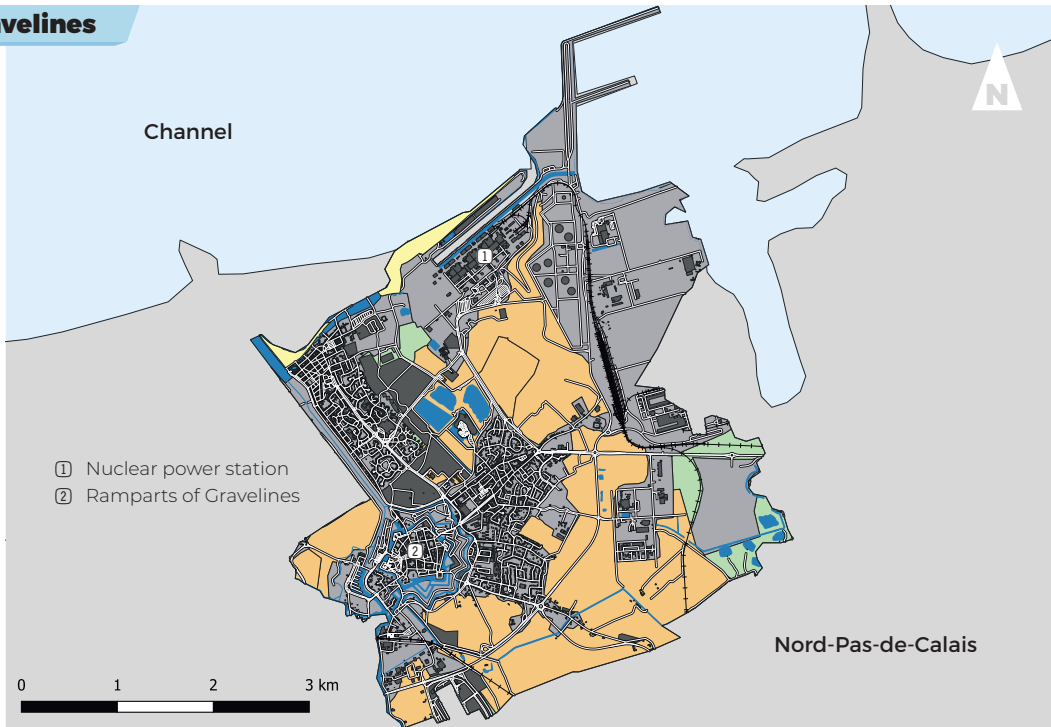 Channel
N
1
1 Nuclear power station
2 Ramparts of Gravelines
2
Nord-Pas-de-Calais
0 1 2 3 km